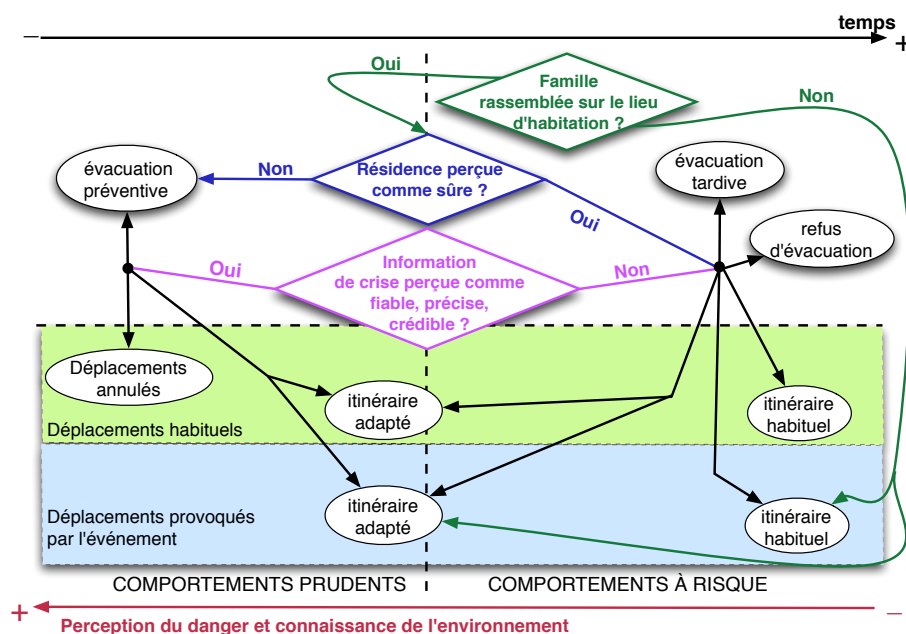 temps
–
+
Oui
Famille
rassemblée sur le lieu
d'habitation ?
Non
évacuation
préventive
Non
Résidence perçue
comme sûre ?
Oui
évacuation
tardive
refus
d'évacuation
Oui
Information
de crise perçue comme
fiable, précise,
crédible ?
Non
Déplacements
annulés
itinéraire
adapté
itinéraire
habituel
Déplacements habituels
itinéraire
adapté
itinéraire
habituel
Déplacements provoqués
par l'événement
COMPORTEMENTS PRUDENTS
COMPORTEMENTS À RISQUE
+
–
Perception du danger et connaissance de l'environnement